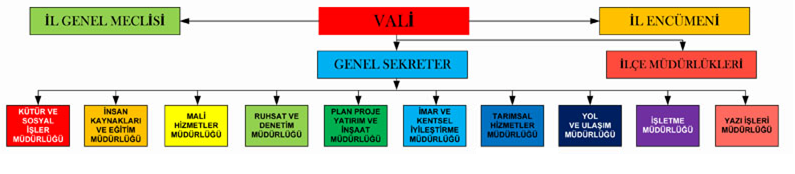 İL GENEL MECLİSİ
VALİ
İL ENCÜMENİ
GENEL SEKRETER
İLÇE MÜDÜRLÜKLERİ
KÜTÜR VE
SOSYAL
İŞLER
MÜDÜRLÜĞÜ
İNSAN
KAYNAKLARI
VE EĞİTİM
MÜDÜRLÜĞÜ
MALİ
HİZMETLER
MÜDÜRLÜĞÜ
RUHSAT VE
DENETİM
MÜDÜRLÜĞÜ
PLAN PROJE
YATIRIM VE
İNŞAAT
MÜDÜRLÜĞÜ
İMAR VE
KENTSEL
İYİLEŞTİRME
MÜDÜRLÜĞÜ
TARIMSAL
HİZMETLER
MÜDÜRLÜĞÜ
YOL
VE ULAŞIM
MÜDÜRLÜĞÜ
İŞLETME
MÜDÜRLÜĞÜ
YAZI İŞLERİ
MÜDÜRLÜĞÜ